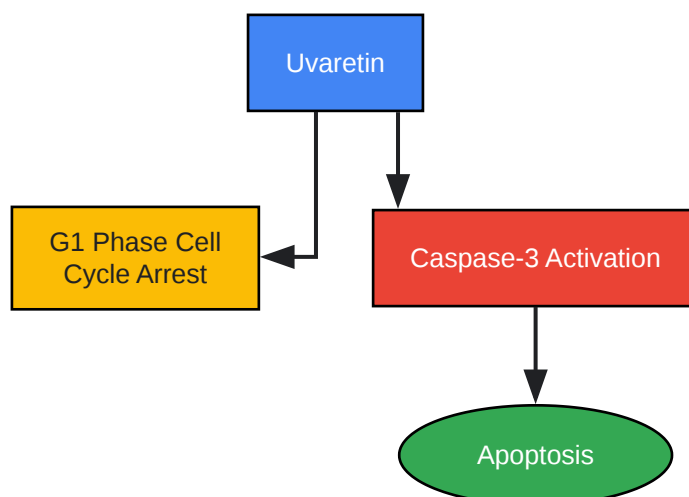 Uvaretin
G1 Phase Cell
Cycle Arrest
Caspase-3 Activation
Apoptosis